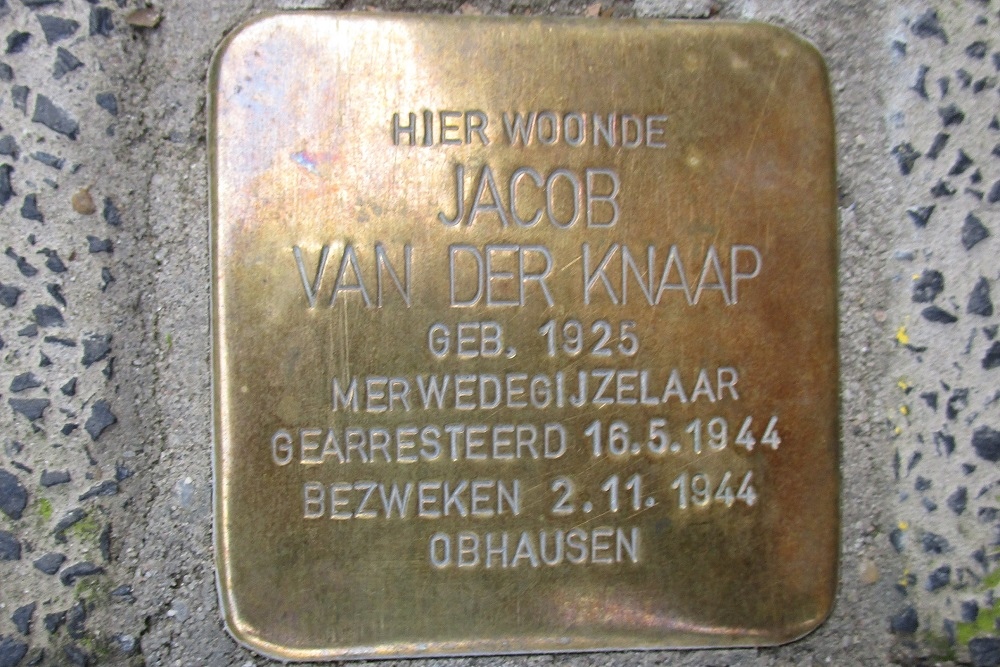 HIER WOONDE
JACOB
VAN DER KNAAP
GEB. 1925
MERWEDEGIJZELAAR
GEARRESTEERD 16.5.1944
BEZWEKEN 2.11.1944
OBHAUSEN